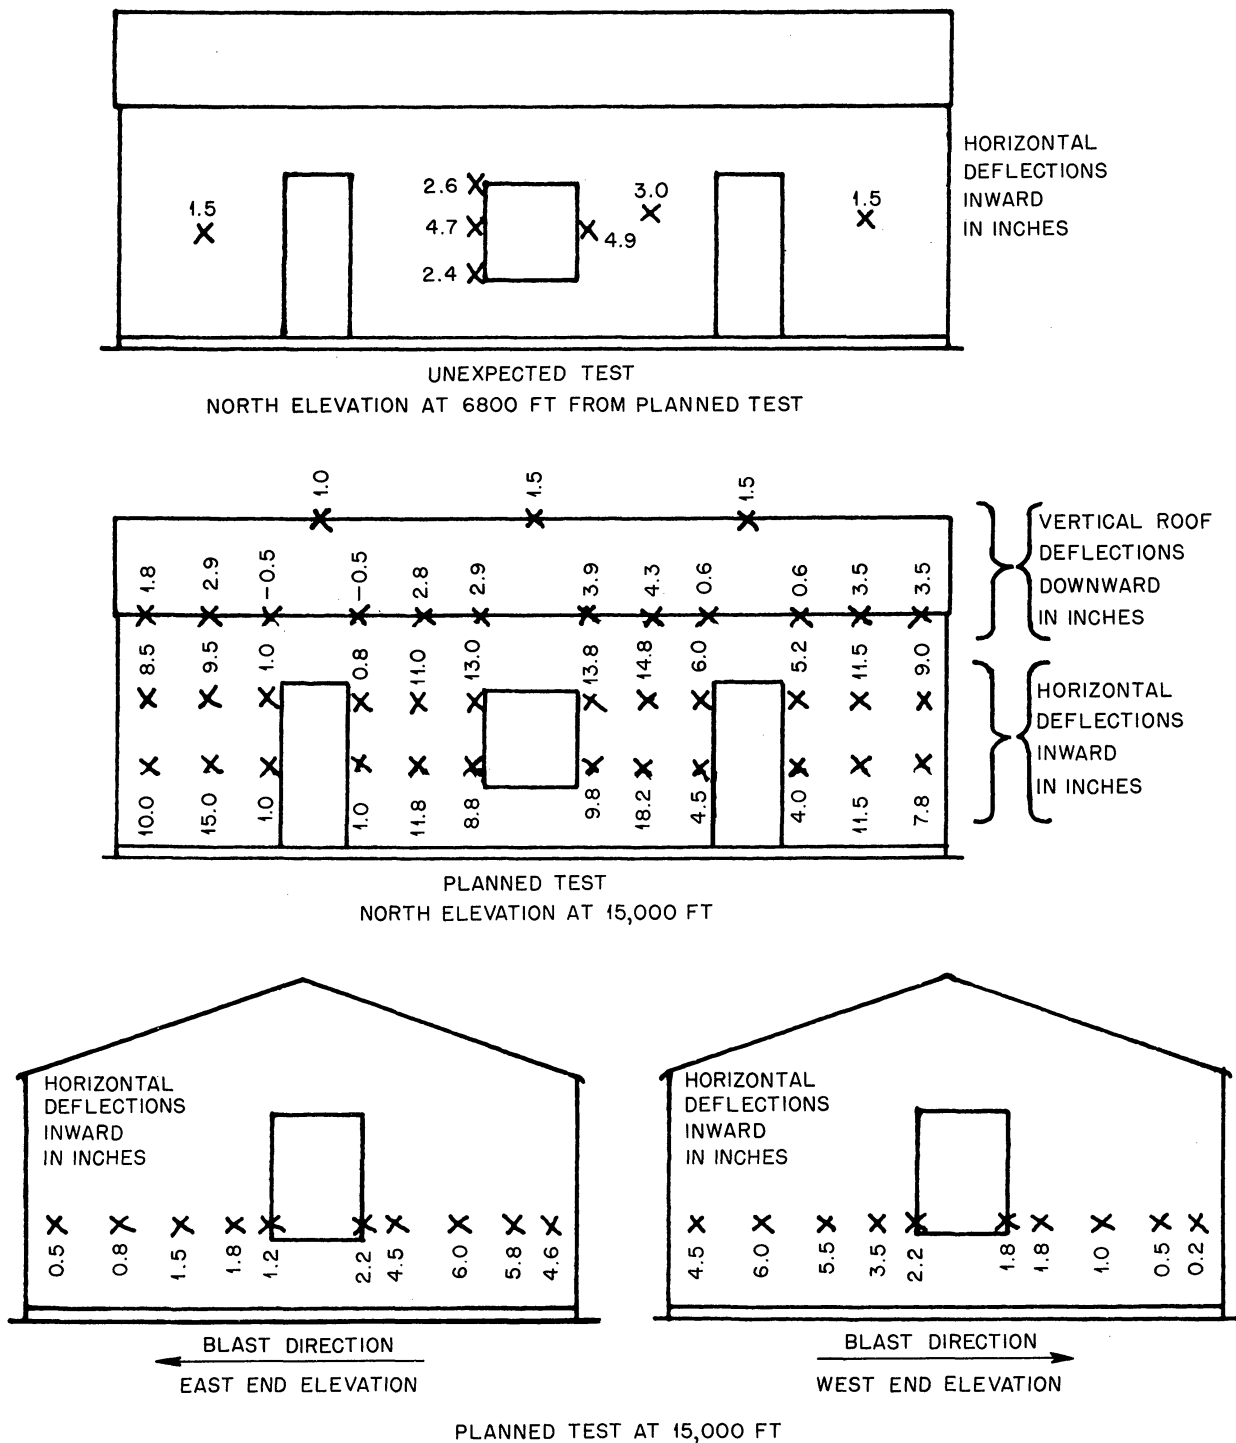 HORIZONTAL
DEFLECTIONS
INWARD
IN INCHES
1.5
2.6
4.7
2.4
4.9
3.0
1.5
UNEXPECTED TEST
NORTH ELEVATION AT 6800 FT FROM PLANNED TEST
1.0
1.5
1.5
VERTICAL ROOF
DEFLECTIONS
DOWNWARD
IN INCHES
1.8 2.9 -0.5 -0.5 2.8 2.9 3.9 4.3 0.6 0.6 3.5 3.5
8.5 9.5 1.0 0.8 11.0 13.0 13.8 14.8 6.0 5.2 11.5 9.0
HORIZONTAL
DEFLECTIONS
INWARD
IN INCHES
10.0 15.0 1.0 1.0 11.8 8.8 9.8 18.2 4.5 4.0 11.5 7.8
PLANNED TEST
NORTH ELEVATION AT 15,000 FT
HORIZONTAL
DEFLECTIONS
INWARD
IN INCHES
0.5 0.8 1.5 1.8 1.2 2.2 4.5 6.0 5.8 4.6
BLAST DIRECTION
EAST END ELEVATION
HORIZONTAL
DEFLECTIONS
INWARD
IN INCHES
4.5 6.0 5.5 3.5 2.2 1.8 1.8 1.0 0.5 0.2
BLAST DIRECTION
WEST END ELEVATION
PLANNED TEST AT 15,000 FT